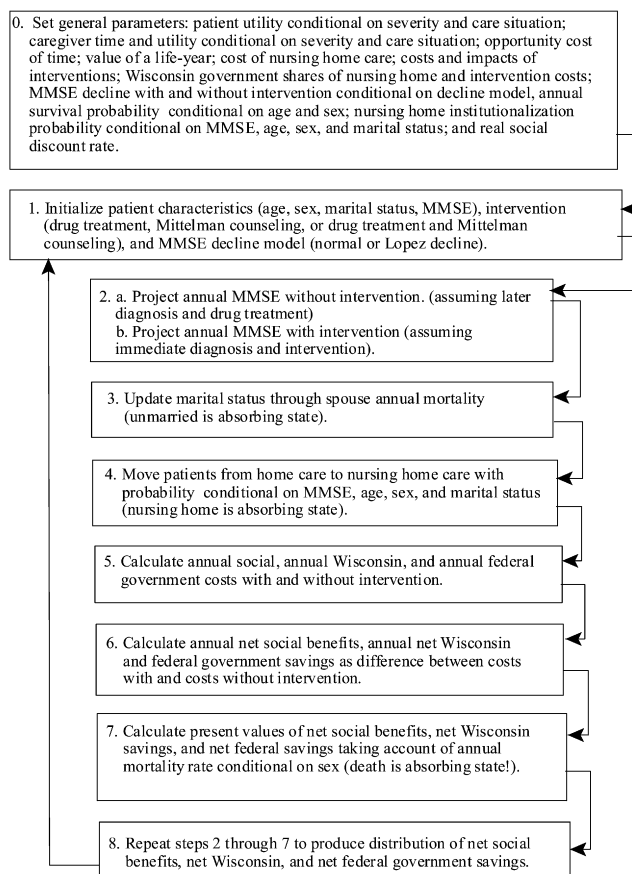 0. Set general parameters: patient utility conditional on severity and care situation;
caregiver time and utility conditional on severity and care situation; opportunity cost
of time; value of a life-year; cost of nursing home care; costs and impacts of
interventions; Wisconsin government shares of nursing home and intervention costs;
MMSE decline with and without intervention conditional on decline model, annual
survival probability conditional on age and sex; nursing home institutionalization
probability conditional on MMSE, age, sex, and marital status; and real social
discount rate.
1. Initialize patient characteristics (age, sex, marital status, MMSE), intervention
(drug treatment, Mittelman counseling, or drug treatment and Mittelman
counseling), and MMSE decline model (normal or Lopez decline).
2. a. Project annual MMSE without intervention. (assuming later
diagnosis and drug treatment)
b. Project annual MMSE with intervention (assuming
immediate diagnosis and intervention).
3. Update marital status through spouse annual mortality
(unmarried is absorbing state).
4. Move patients from home care to nursing home care with
probability conditional on MMSE, age, sex, and marital status
(nursing home is absorbing state).
5. Calculate annual social, annual Wisconsin, and annual federal
government costs with and without intervention.
6. Calculate annual net social benefits, annual net Wisconsin
and federal government savings as difference between costs
with and costs without intervention.
7. Calculate present values of net social benefits, net Wisconsin
savings, and net federal savings taking account of annual
mortality rate conditional on sex (death is absorbing state!).
8. Repeat steps 2 through 7 to produce distribution of net social
benefits, net Wisconsin, and net federal government savings.